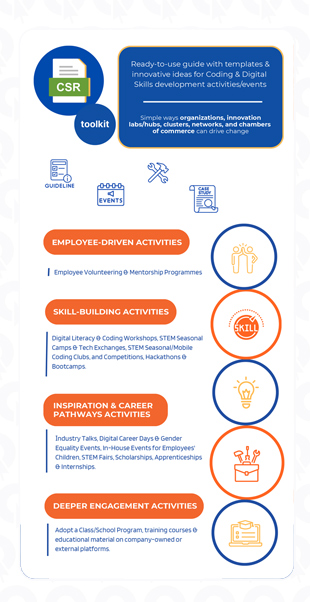 CSR
toolkit
Ready-to-use guide with templates &
innovative ideas for Coding & Digital
Skills development activities/events
Simple ways organizations, innovation
labs/hubs, clusters, networks, and chambers
of commerce can drive change
GUIDELINE
EVENTS
CASE
STUDY
EMPLOYEE-DRIVEN ACTIVITIES
Employee Volunteering & Mentorship Programmes
SKILL-BUILDING ACTIVITIES
Digital Literacy & Coding Workshops, STEM Seasonal
Camps & Tech Exchanges, STEM Seasonal/Mobile
Coding Clubs, and Competitions, Hackathons &
Bootcamps.
SKILL
INSPIRATION & CAREER
PATHWAYS ACTIVITIES
Industry Talks, Digital Career Days & Gender
Equality Events, In-House Events for Employees'
Children, STEM Fairs, Scholarships, Apprenticeships
& Internships.
DEEPER ENGAGEMENT ACTIVITIES
Adopt a Class/School Program, training courses &
educational material on company-owned or
external platforms.